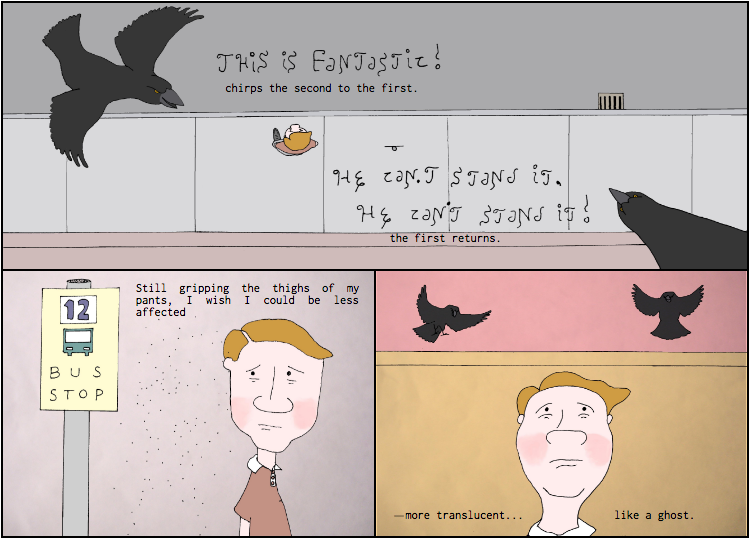 THiS iS FaNTaSTic!
chirps the second to the first.
HE caN'T STaND iT.
HE caN'T STaND iT!
the first returns.
12
BUS
STOP
Still gripping the thighs of my
pants, I wish I could be less
affected
—more translucent... like a ghost.